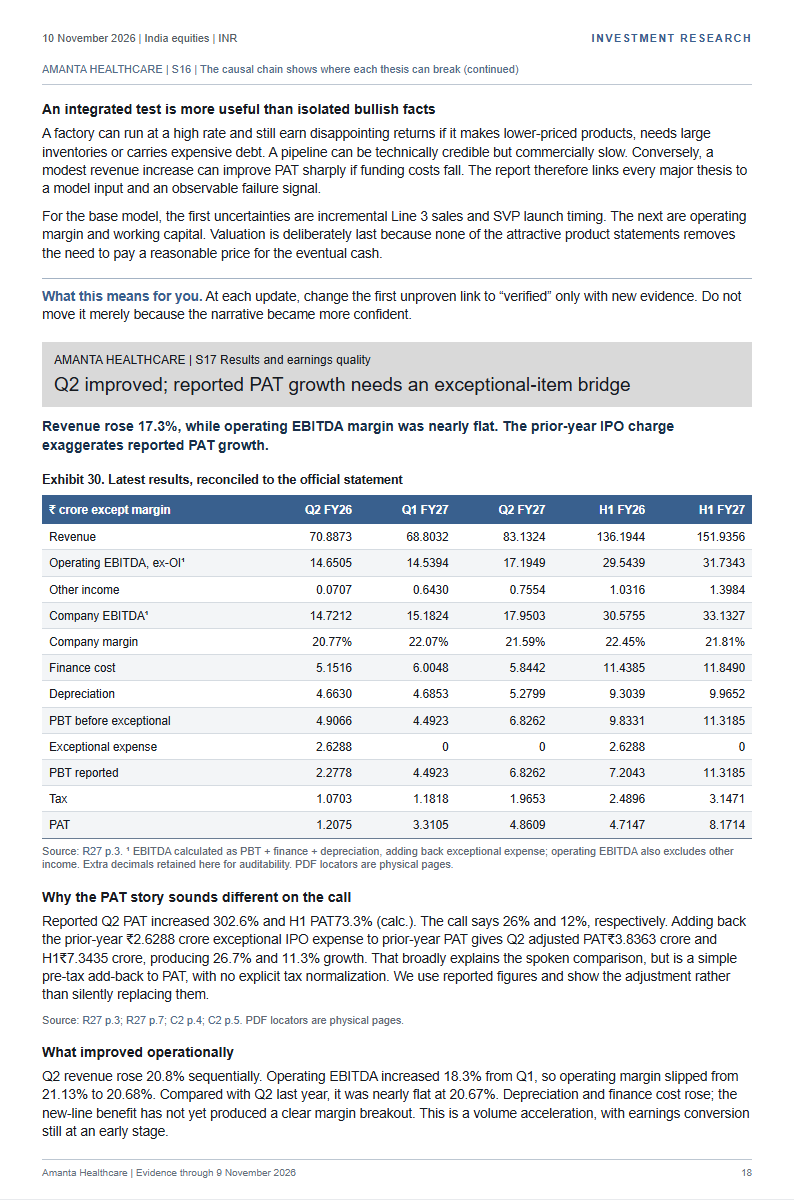 10 November 2026 | India equities | INR
INVESTMENT RESEARCH
AMANTA HEALTHCARE | S16 | The causal chain shows where each thesis can break (continued)
An integrated test is more useful than isolated bullish facts
A factory can run at a high rate and still earn disappointing returns if it makes lower-priced products, needs large
inventories or carries expensive debt. A pipeline can be technically credible but commercially slow. Conversely, a
modest revenue increase can improve PAT sharply if funding costs fall. The report therefore links every major thesis to
a model input and an observable failure signal.
For the base model, the first uncertainties are incremental Line 3 sales and SVP launch timing. The next are operating
margin and working capital. Valuation is deliberately last because none of the attractive product statements removes
the need to pay a reasonable price for the eventual cash.
What this means for you. At each update, change the first unproven link to “verified” only with new evidence. Do not
move it merely because the narrative became more confident.
AMANTA HEALTHCARE | S17 Results and earnings quality
Q2 improved; reported PAT growth needs an exceptional-item bridge
Revenue rose 17.3%, while operating EBITDA margin was nearly flat. The prior-year IPO charge
exaggerates reported PAT growth.
Exhibit 30. Latest results, reconciled to the official statement
₹ crore except margin Q2 FY26 Q1 FY27 Q2 FY27 H1 FY26 H1 FY27
Revenue 70.8873 68.8032 83.1324 136.1944 151.9356
Operating EBITDA, ex-OI¹ 14.6505 14.5394 17.1949 29.5439 31.7343
Other income 0.0707 0.6430 0.7554 1.0316 1.3984
Company EBITDA¹ 14.7212 15.1824 17.9503 30.5755 33.1327
Company margin 20.77% 22.07% 21.59% 22.45% 21.81%
Finance cost 5.1516 6.0048 5.8442 11.4385 11.8490
Depreciation 4.6630 4.6853 5.2799 9.3039 9.9652
PBT before exceptional 4.9066 4.4923 6.8262 9.8331 11.3185
Exceptional expense 2.6288 0 0 2.6288 0
PBT reported 2.2778 4.4923 6.8262 7.2043 11.3185
Tax 1.0703 1.1818 1.9653 2.4896 3.1471
PAT 1.2075 3.3105 4.8609 4.7147 8.1714
Source: R27 p.3. ¹ EBITDA calculated as PBT + finance + depreciation, adding back exceptional expense; operating EBITDA also excludes other
income. Extra decimals retained here for auditability. PDF locators are physical pages.
Why the PAT story sounds different on the call
Reported Q2 PAT increased 302.6% and H1 PAT73.3% (calc.). The call says 26% and 12%, respectively. Adding back
the prior-year ₹2.6288 crore exceptional IPO expense to prior-year PAT gives Q2 adjusted PAT₹3.8363 crore and
H1₹7.3435 crore, producing 26.7% and 11.3% growth. That broadly explains the spoken comparison, but is a simple
pre-tax add-back to PAT, with no explicit tax normalization. We use reported figures and show the adjustment rather
than silently replacing them.
Source: R27 p.3; R27 p.7; C2 p.4; C2 p.5. PDF locators are physical pages.
What improved operationally
Q2 revenue rose 20.8% sequentially. Operating EBITDA increased 18.3% from Q1, so operating margin slipped from
21.13% to 20.68%. Compared with Q2 last year, it was nearly flat at 20.67%. Depreciation and finance cost rose; the
new-line benefit has not yet produced a clear margin breakout. This is a volume acceleration, with earnings conversion
still at an early stage.
Amanta Healthcare | Evidence through 9 November 2026
18